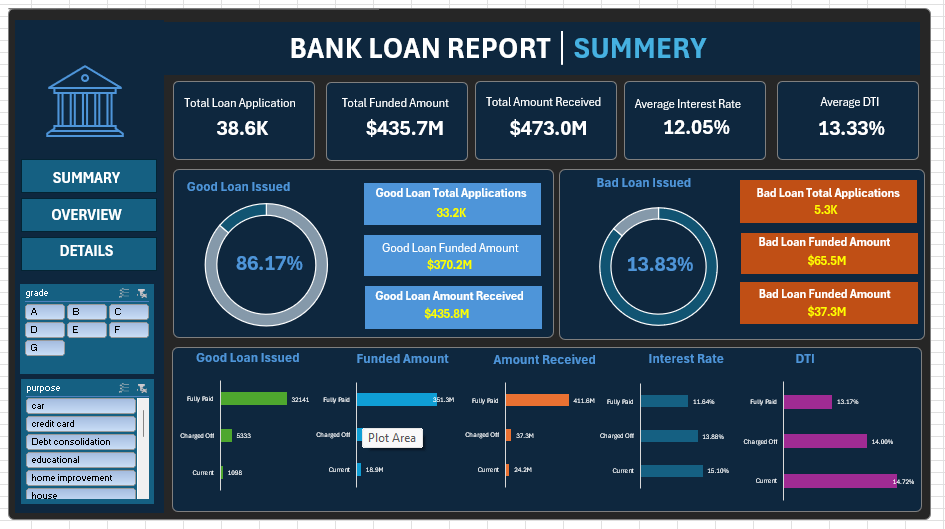 BANK LOAN REPORT | SUMMERY
Total Loan Application
38.6K
Total Funded Amount
$435.7M
Total Amount Received
$473.0M
Average Interest Rate
12.05%
Average DTI
13.33%
SUMMARY
OVERVIEW
DETAILS
grade
A B C
D E F
G
purpose
car
credit card
Debt consolidation
educational
home improvement
house
Good Loan Issued
86.17%
Good Loan Total Applications
33.2K
Good Loan Funded Amount
$370.2M
Good Loan Amount Received
$435.8M
Bad Loan Issued
13.83%
Bad Loan Total Applications
5.3K
Bad Loan Funded Amount
$65.5M
Bad Loan Funded Amount
$37.3M
Good Loan Issued
Fully Paid 32141
Charged Off 5333
Current 1098
Funded Amount
Fully Paid 351.3M
Charged Off
Plot Area
Current 18.9M
Amount Received
Fully Paid 411.6M
Charged Off 37.3M
Current 24.2M
Interest Rate
Fully Paid 11.64%
Charged Off 13.88%
Current 15.10%
DTI
Fully Paid 13.17%
Charged Off 14.00%
Current 14.72%